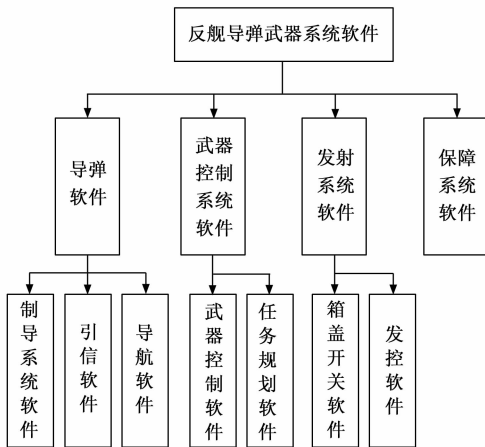 反舰导弹武器系统软件
导弹
软件
武器
控制系统
软件
发射
系统
软件
保障
系统
软件
制导系统软件
引信软件
导航软件
武器控制软件
任务规划软件
箱盖开关软件
发控软件